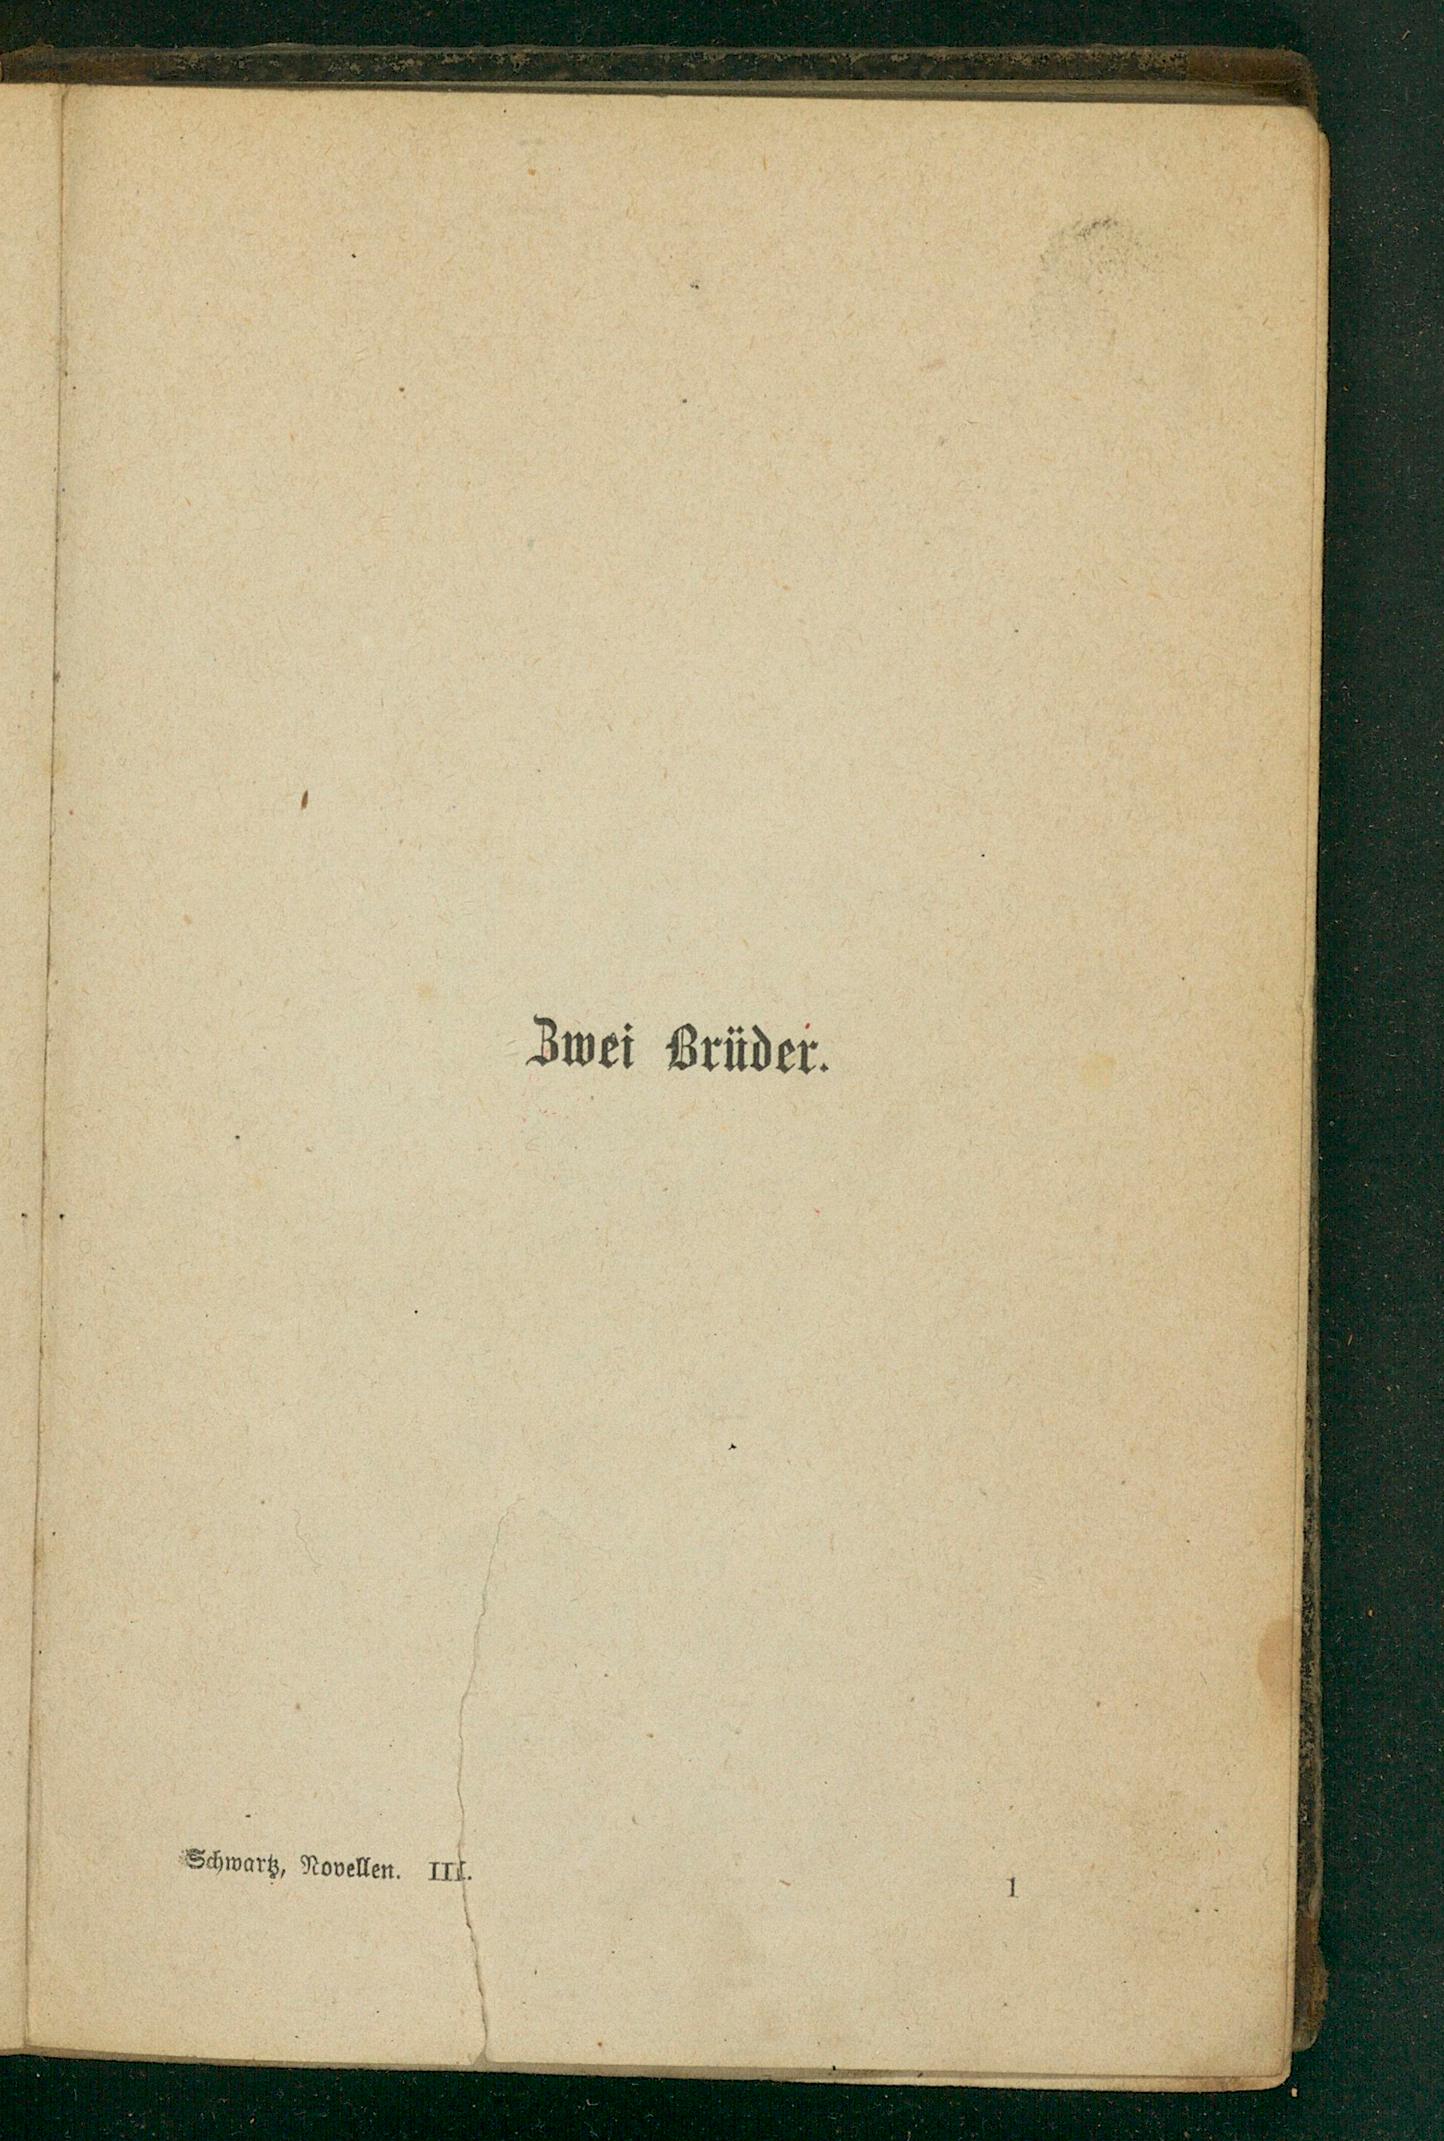 Zwei Brüder.
Schwartz, Novellen. III.
1